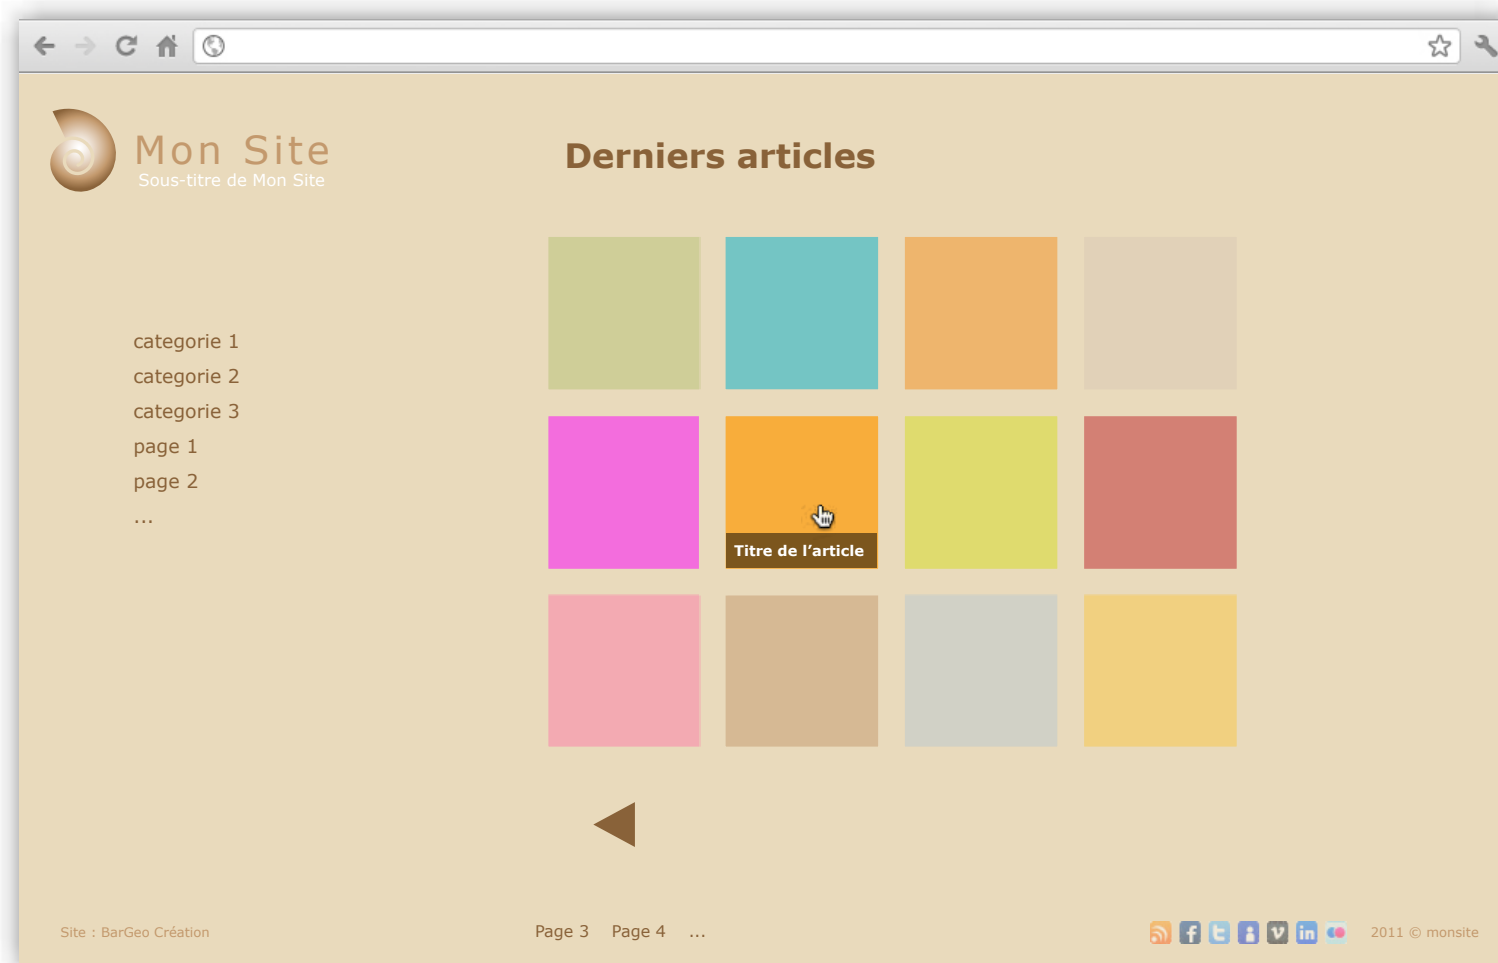 Mon Site
Sous-titre de Mon Site
Derniers articles
categorie 1
categorie 2
categorie 3
page 1
page 2
...
Titre de l’article
Site : BarGeo Création
Page 3 Page 4 ...
2011 © monsite